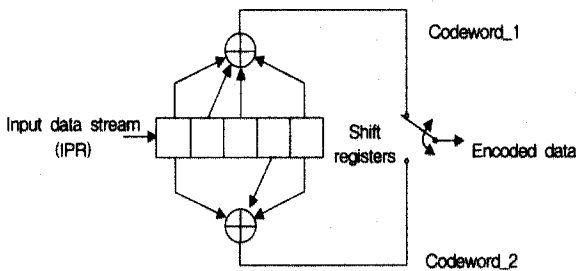 Codeword_1
Input data stream
(IPR)
Shift
registers
Encoded data
Codeword_2